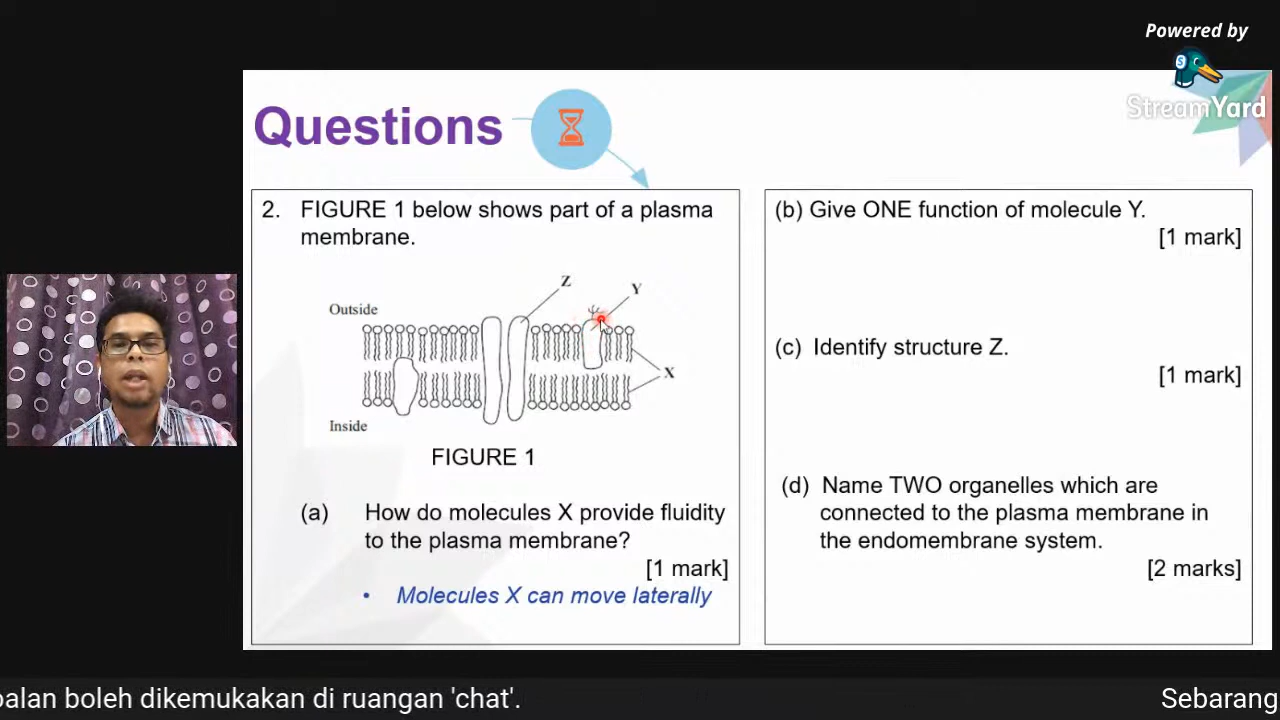 Powered by
StreamYard
Questions
2. FIGURE 1 below shows part of a plasma
membrane.
Z
Y
Outside
X
Inside
FIGURE 1
(a) How do molecules X provide fluidity
to the plasma membrane?
[1 mark]
• Molecules X can move laterally
(b) Give ONE function of molecule Y.
[1 mark]
(c) Identify structure Z.
[1 mark]
(d) Name TWO organelles which are
connected to the plasma membrane in
the endomembrane system.
[2 marks]
boleh dikemukakan di ruangan 'chat'. Sebarang